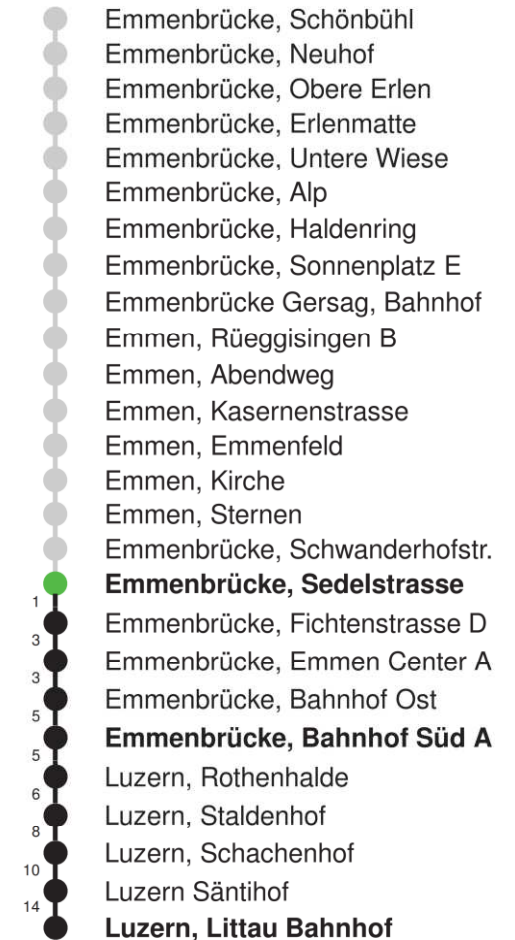 Emmenbrücke, Schönbühl
Emmenbrücke, Neuhof
Emmenbrücke, Obere Erlen
Emmenbrücke, Erlenmatte
Emmenbrücke, Untere Wiese
Emmenbrücke, Alp
Emmenbrücke, Haldenring
Emmenbrücke, Sonnenplatz E
Emmenbrücke Gersag, Bahnhof
Emmen, Rüeggisingen B
Emmen, Abendweg
Emmen, Kasernenstrasse
Emmen, Emmenfeld
Emmen, Kirche
Emmen, Sternen
Emmenbrücke, Schwanderhofstr.
Emmenbrücke, Sedelstrasse
1
Emmenbrücke, Fichtenstrasse D
3
Emmenbrücke, Emmen Center A
3
Emmenbrücke, Bahnhof Ost
5
Emmenbrücke, Bahnhof Süd A
5
Luzern, Rothenhalde
6
Luzern, Staldenhof
8
Luzern, Schachenhof
10
Luzern Säntihof
14
Luzern, Littau Bahnhof